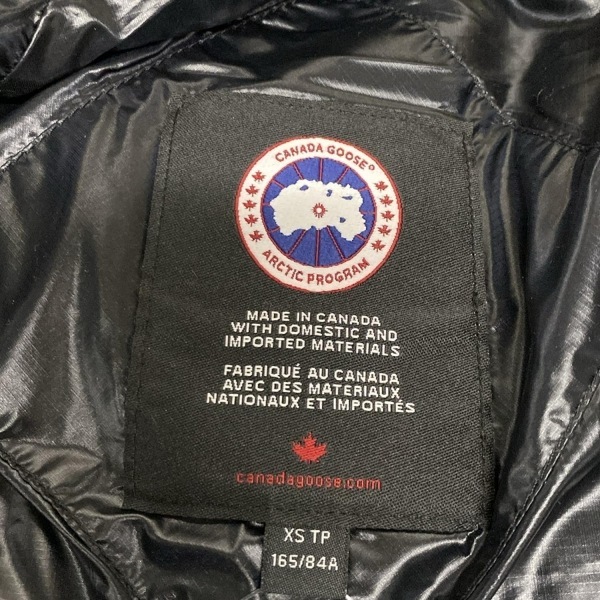 CANADA GOOSE®
ARCTIC PROGRAM
MADE IN CANADA
WITH DOMESTIC AND
IMPORTED MATERIALS
FABRIQUÉ AU CANADA
AVEC DES MATERIAUX
NATIONAUX ET IMPORTÉS
canadagoose.com
XS TP
165/84A